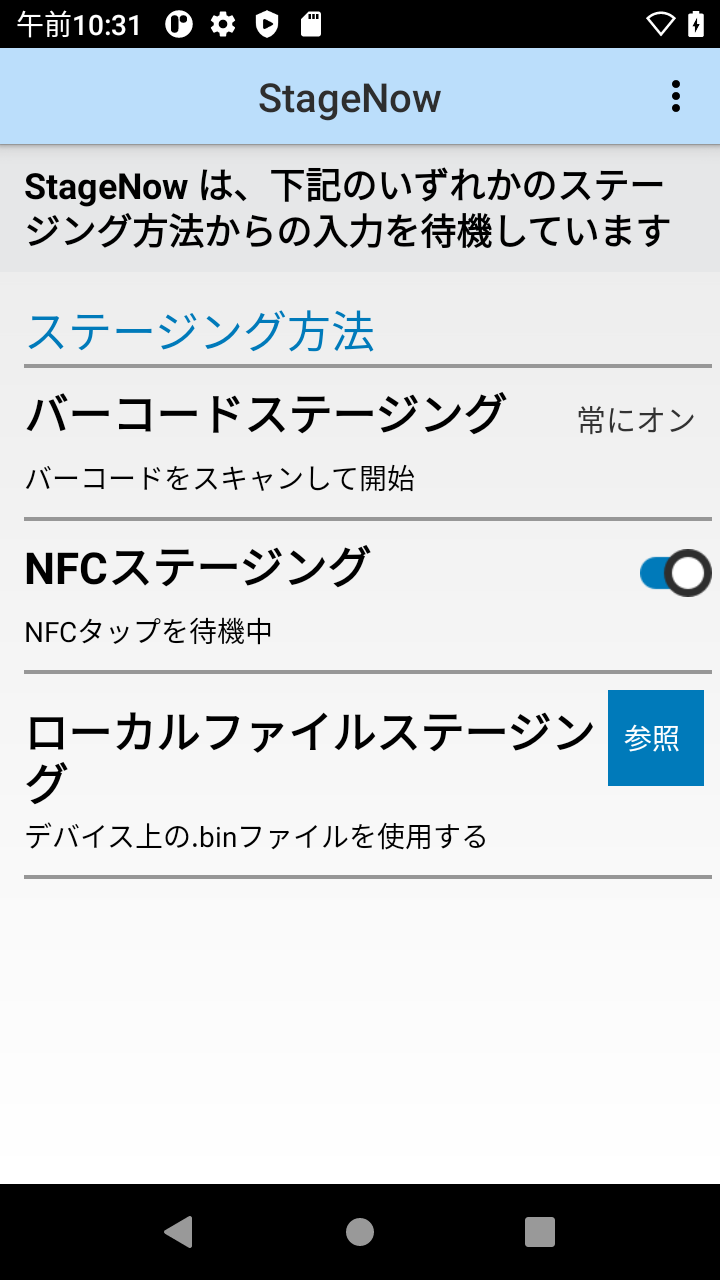 午前10:31
StageNow
StageNow は、下記のいずれかのステー
ジング方法からの入力を待機しています
ステージング方法
バーコードステージング 常にオン
バーコードをスキャンして開始
NFCステージング
NFCタップを待機中
ローカルファイルステージン
グ
参照
デバイス上の.binファイルを使用する